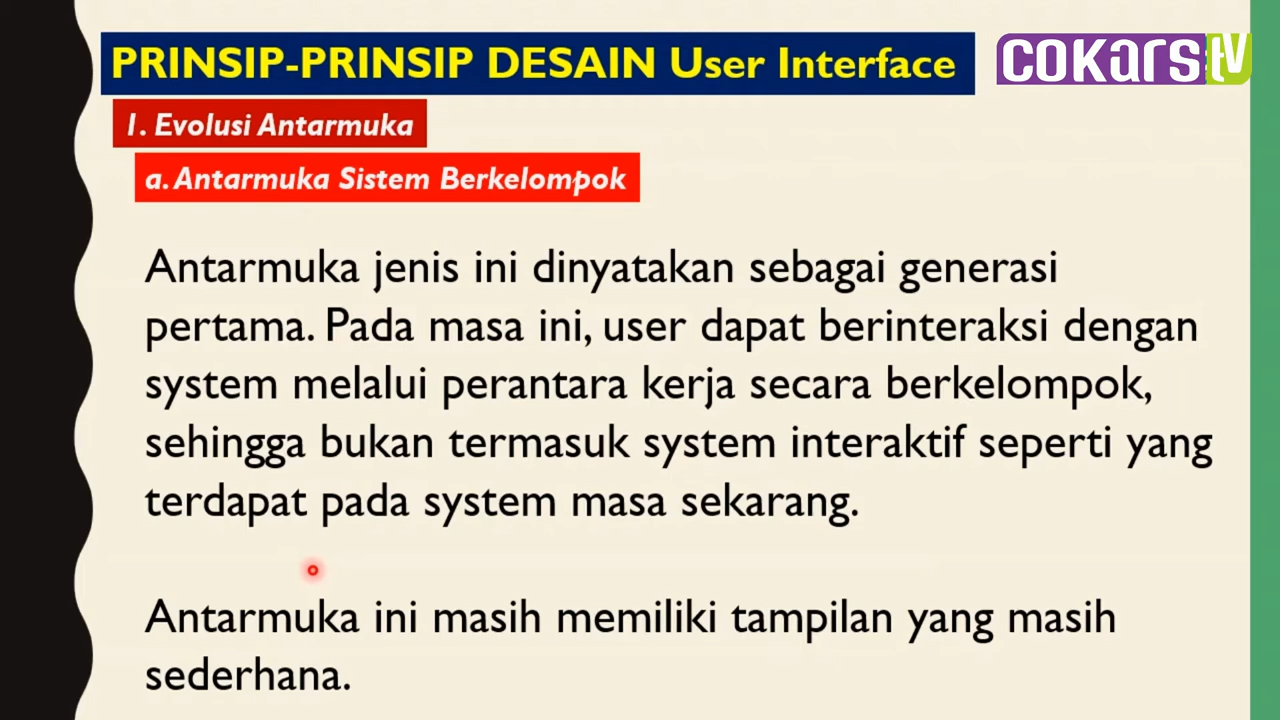 PRINSIP-PRINSIP DESAIN User Interface
cokarstv
1. Evolusi Antarmuka
a. Antarmuka Sistem Berkelompok
Antarmuka jenis ini dinyatakan sebagai generasi
pertama. Pada masa ini, user dapat berinteraksi dengan
system melalui perantara kerja secara berkelompok,
sehingga bukan termasuk system interaktif seperti yang
terdapat pada system masa sekarang.
Antarmuka ini masih memiliki tampilan yang masih
sederhana.